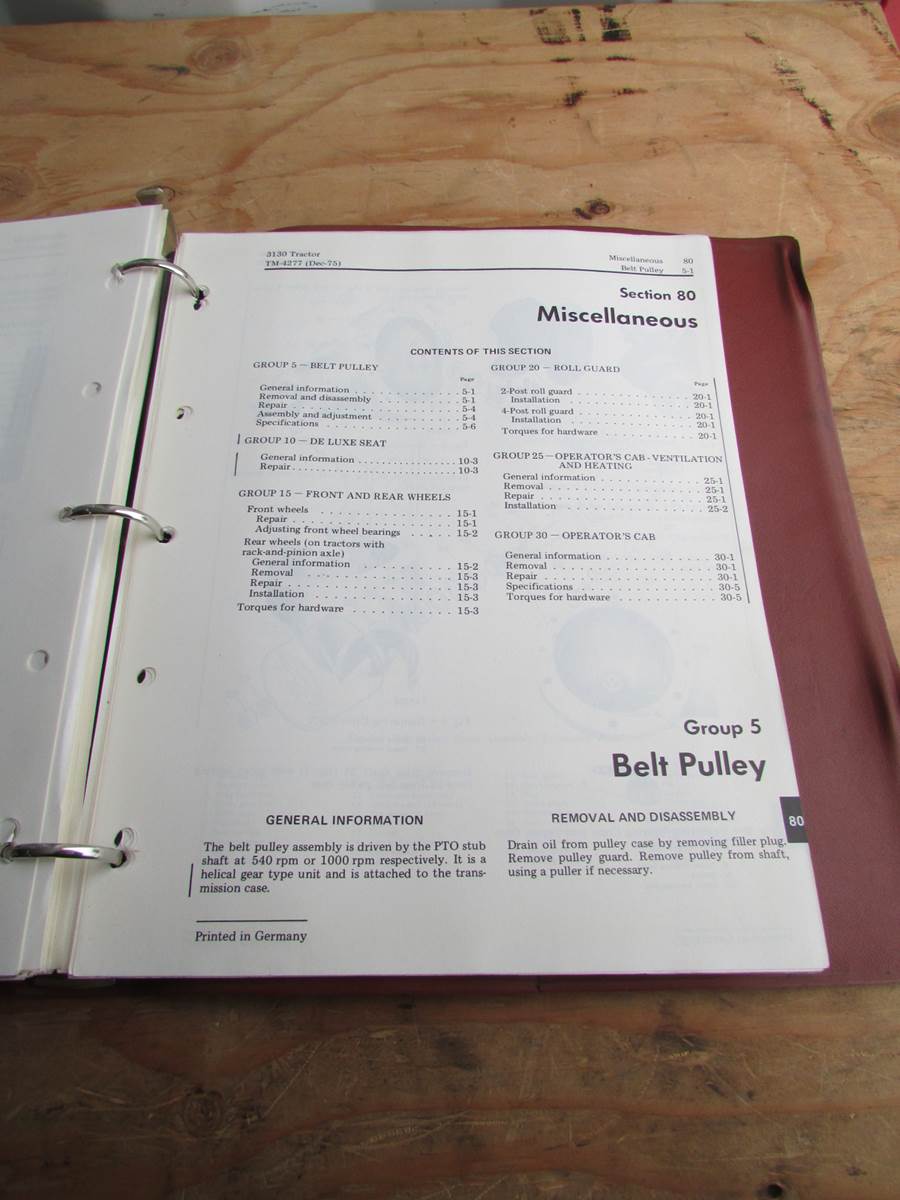 3130 Tractor
TM-4277 (Dec-75)
Miscellaneous 80
Belt Pulley 5-1
Section 80
Miscellaneous
CONTENTS OF THIS SECTION
GROUP 5 — BELT PULLEY
Page
General information . . . . . . . . . . 5-1
Removal and disassembly . . . . . . . . 5-1
Repair . . . . . . . . . . . . . . . . . 5-4
Assembly and adjustment . . . . . . . . 5-4
Specifications . . . . . . . . . . . . . 5-6
GROUP 10 — DE LUXE SEAT
General information . . . . . . . . . . 10-3
Repair . . . . . . . . . . . . . . . . . 10-3
GROUP 15 — FRONT AND REAR WHEELS
Front wheels . . . . . . . . . . . . . 15-1
Repair . . . . . . . . . . . . . . . . 15-1
Adjusting front wheel bearings . . . . . 15-2
Rear wheels (on tractors with
rack-and-pinion axle)
General information . . . . . . . . . 15-2
Removal . . . . . . . . . . . . . . . 15-3
Repair . . . . . . . . . . . . . . . . 15-3
Installation . . . . . . . . . . . . . 15-3
Torques for hardware . . . . . . . . . . 15-3
GROUP 20 — ROLL GUARD
Page
2-Post roll guard . . . . . . . . . . . 20-1
Installation . . . . . . . . . . . . . 20-1
4-Post roll guard . . . . . . . . . . . 20-1
Installation . . . . . . . . . . . . . 20-1
Torques for hardware . . . . . . . . . . 20-1
GROUP 25 — OPERATOR'S CAB - VENTILATION
AND HEATING
General information . . . . . . . . . . 25-1
Removal . . . . . . . . . . . . . . . . 25-1
Repair . . . . . . . . . . . . . . . . . 25-1
Installation . . . . . . . . . . . . . . 25-2
GROUP 30 — OPERATOR'S CAB
General information . . . . . . . . . . 30-1
Removal . . . . . . . . . . . . . . . . 30-1
Repair . . . . . . . . . . . . . . . . . 30-1
Specifications . . . . . . . . . . . . . 30-5
Torques for hardware . . . . . . . . . . 30-5
Group 5
Belt Pulley
GENERAL INFORMATION
The belt pulley assembly is driven by the PTO stub
shaft at 540 rpm or 1000 rpm respectively. It is a
helical gear type unit and is attached to the trans-
mission case.
REMOVAL AND DISASSEMBLY
Drain oil from pulley case by removing filler plug.
Remove pulley guard. Remove pulley from shaft,
using a puller if necessary.
80
Printed in Germany